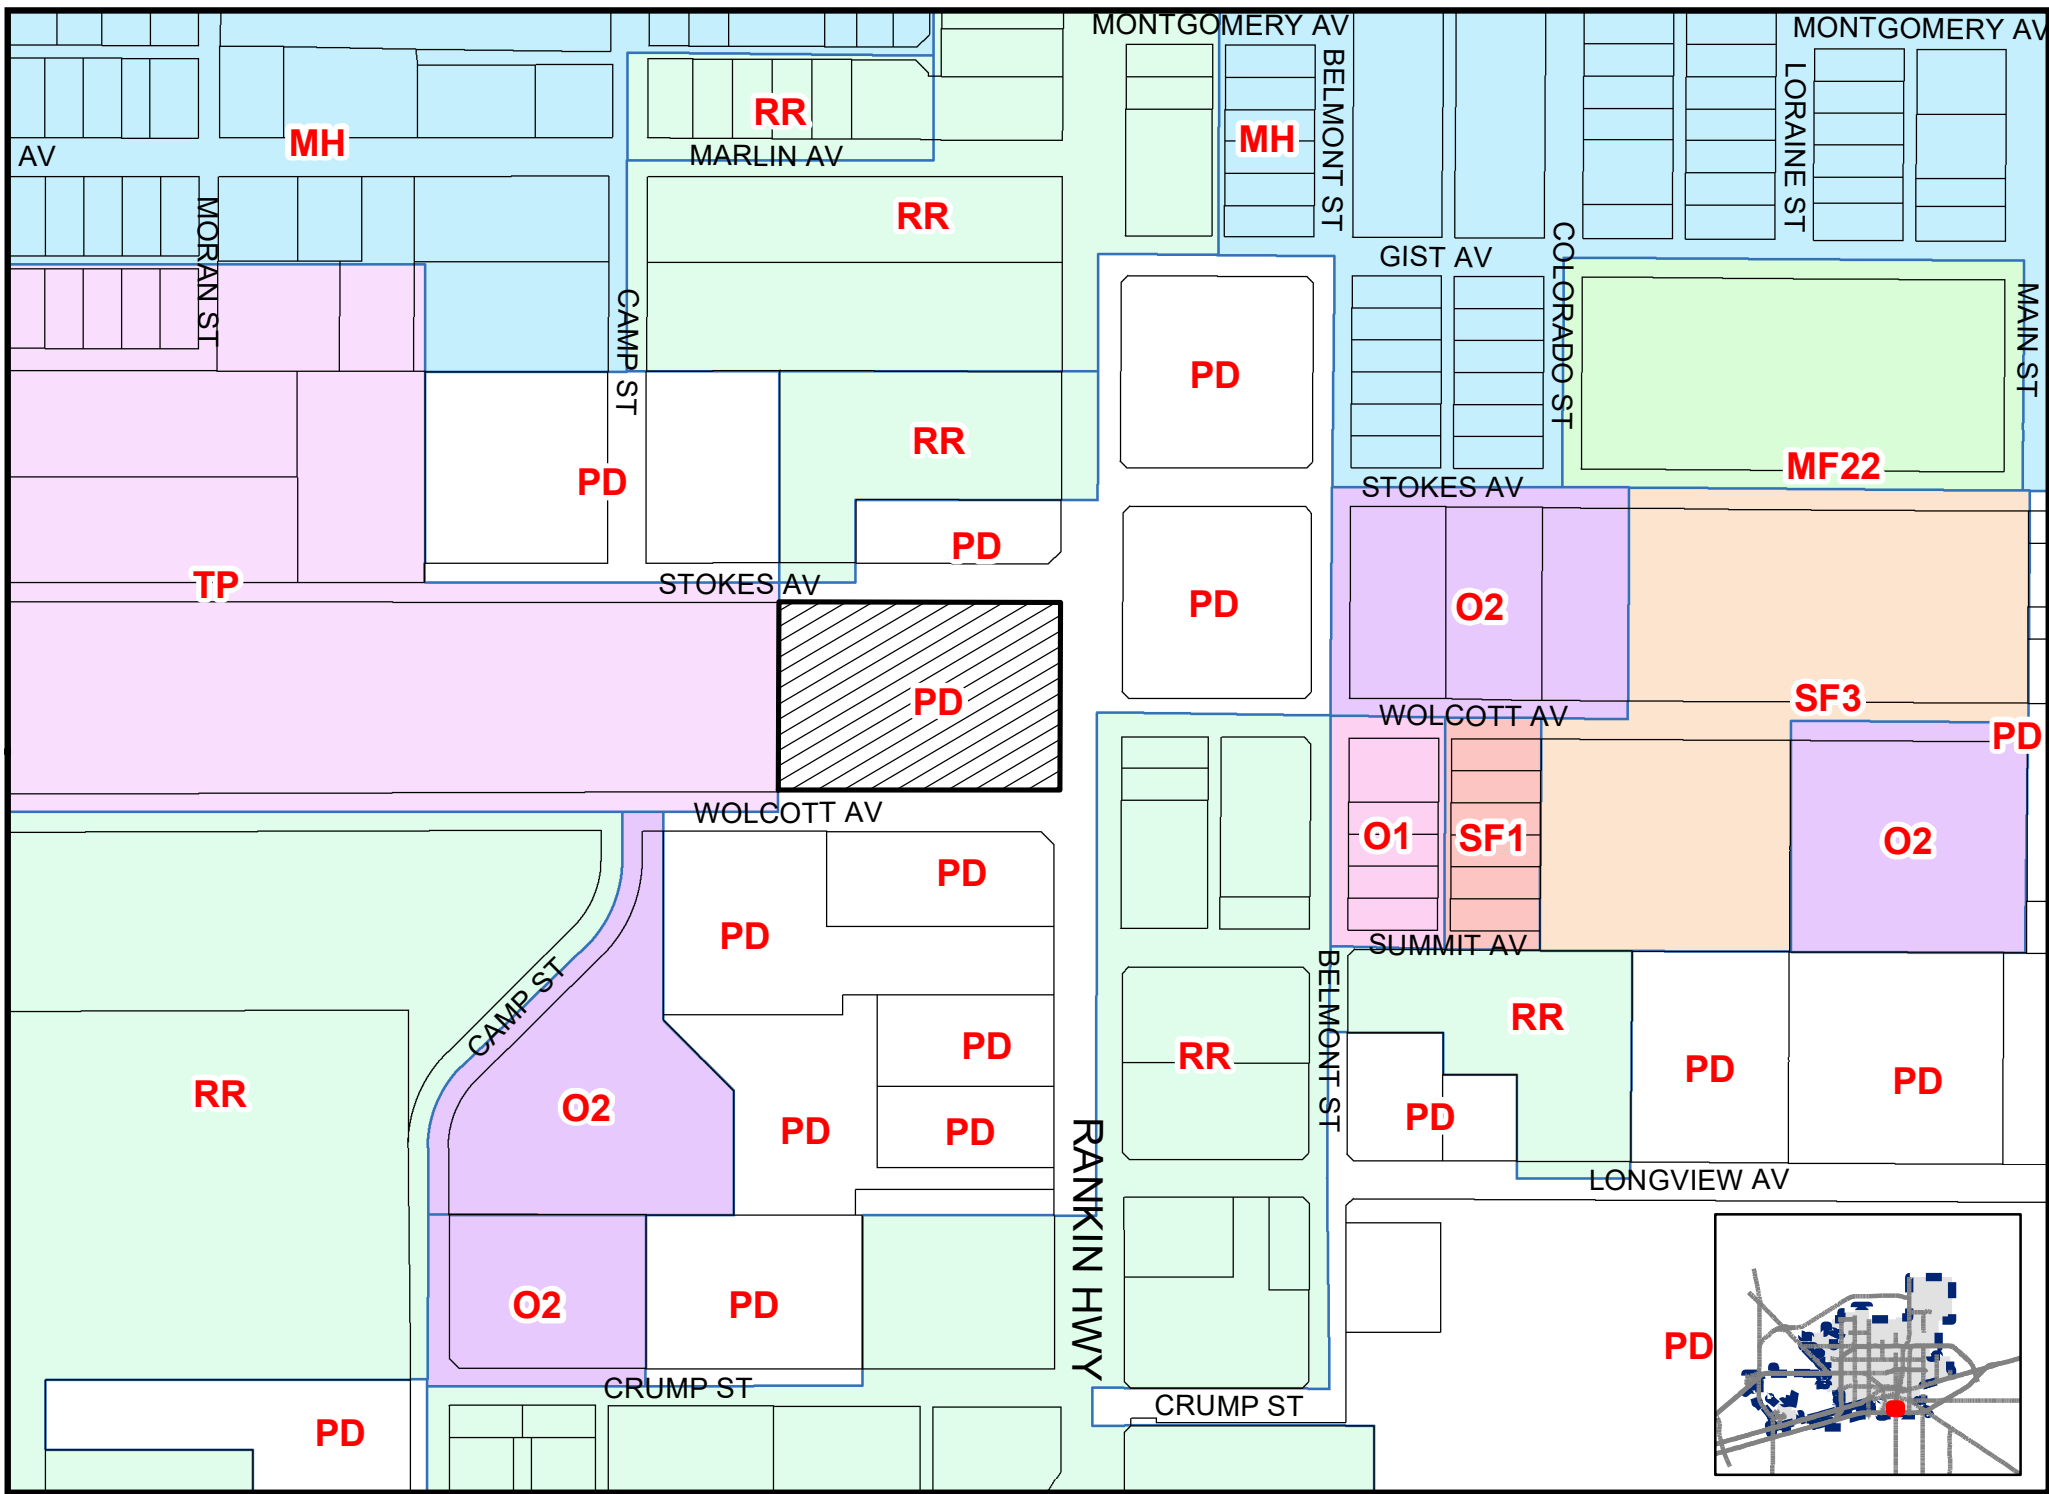 MONTGOMERY AV
MONTGOMERY AV
BELMONT ST
LORAINE ST
RR
MH
MH
AV
MARLIN AV
MORAN ST
RR
COLORADO ST
GIST AV
CAMP ST
MAIN ST
PD
RR
MF22
PD
STOKES AV
PD
TP
STOKES AV
PD
O2
PD
SF3
WOLCOTT AV
PD
WOLCOTT AV
O1
SF1
O2
PD
PD
SUMMIT AV
CAMP ST
BELMONT ST
RR
PD
RR
PD
PD
RR
O2
PD
PD
PD
RANKIN HWY
LONGVIEW AV
O2
PD
PD
CRUMP ST
CRUMP ST
PD